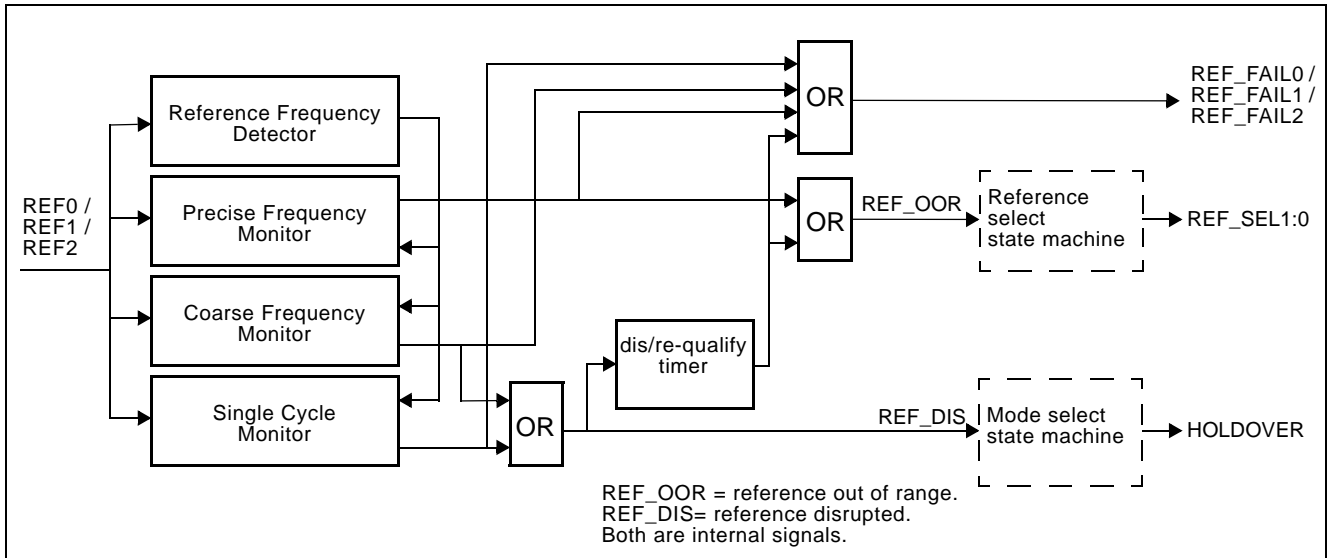 REF0 /
REF1 /
REF2
Reference Frequency
Detector
Precise Frequency
Monitor
Coarse Frequency
Monitor
Single Cycle
Monitor
OR
dis/re-qualify
timer
OR
OR
REF_FAIL0 /
REF_FAIL1 /
REF_FAIL2
REF_OOR
Reference
select
state machine
REF_SEL1:0
REF_DIS
Mode select
state machine
HOLDOVER
REF_OOR = reference out of range.
REF_DIS= reference disrupted.
Both are internal signals.